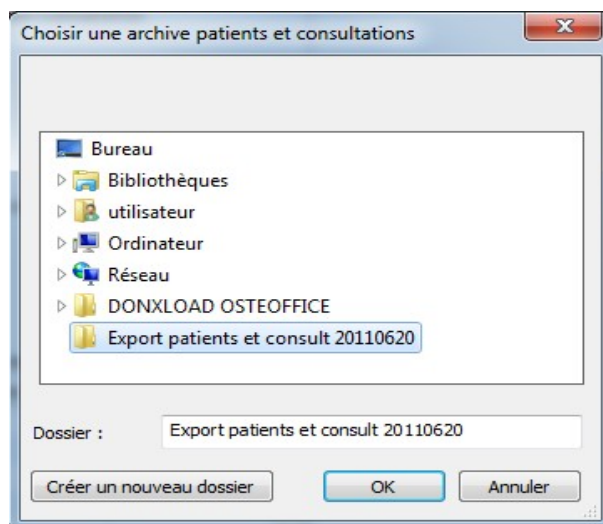 Choisir une archive patients et consultations
Bureau
Bibliothèques
utilisateur
Ordinateur
Réseau
DONXLOAD OSTEOFFICE
Export patients et consult 20110620
Dossier : Export patients et consult 20110620
Créer un nouveau dossier OK Annuler